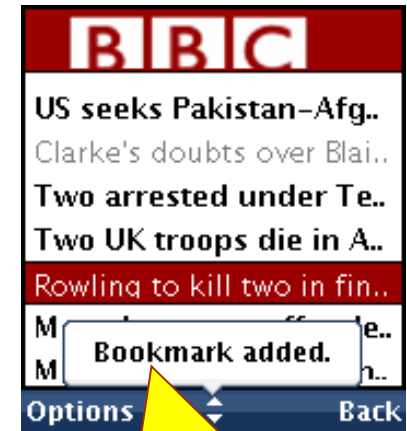 BBC
US seeks Pakistan-Afg..
Clarke's doubts over Blai..
Two arrested under Te..
Two UK troops die in A..
Rowling to kill two in fin..
Bookmark added.
Options Back